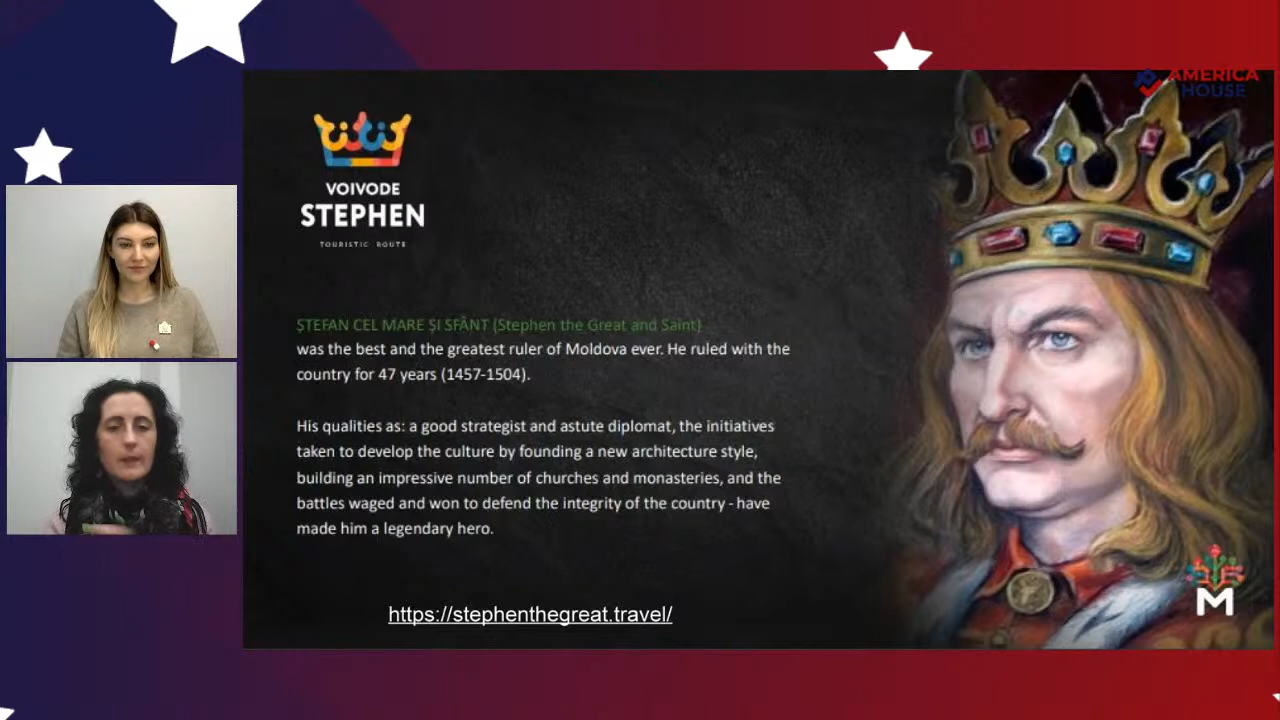 AMERICA
HOUSE
VOIVODE
STEPHEN
TOURISTIC ROUTE
ȘTEFAN CEL MARE ȘI SFÂNT (Stephen the Great and Saint)
was the best and the greatest ruler of Moldova ever. He ruled with the
country for 47 years (1457-1504).
His qualities as: a good strategist and astute diplomat, the initiatives
taken to develop the culture by founding a new architecture style,
building an impressive number of churches and monasteries, and the
battles waged and won to defend the integrity of the country - have
made him a legendary hero.
M
https://stephenthegreat.travel/